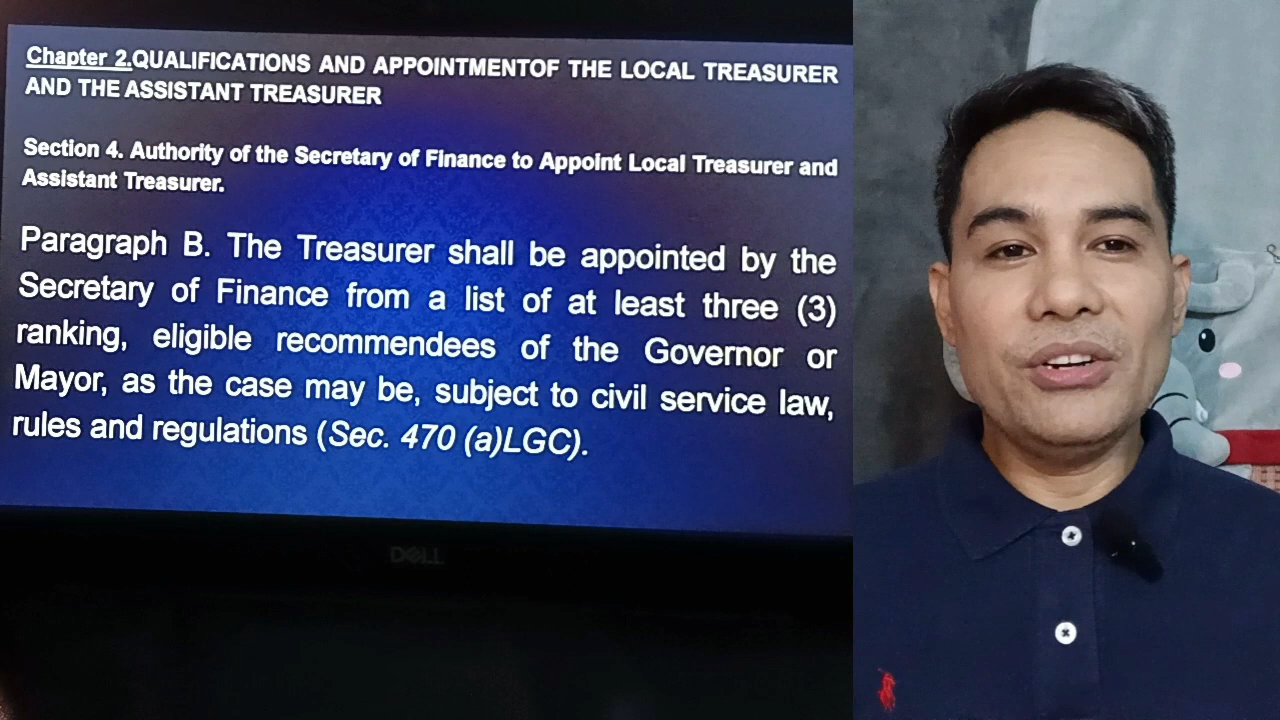 Chapter 2.QUALIFICATIONS AND APPOINTMENTOF THE LOCAL TREASURER
AND THE ASSISTANT TREASURER
Section 4. Authority of the Secretary of Finance to Appoint Local Treasurer and
Assistant Treasurer.
Paragraph B. The Treasurer shall be appointed by the
Secretary of Finance from a list of at least three (3)
ranking, eligible recommendees of the Governor or
Mayor, as the case may be, subject to civil service law,
rules and regulations (Sec. 470 (a)LGC).
DELL